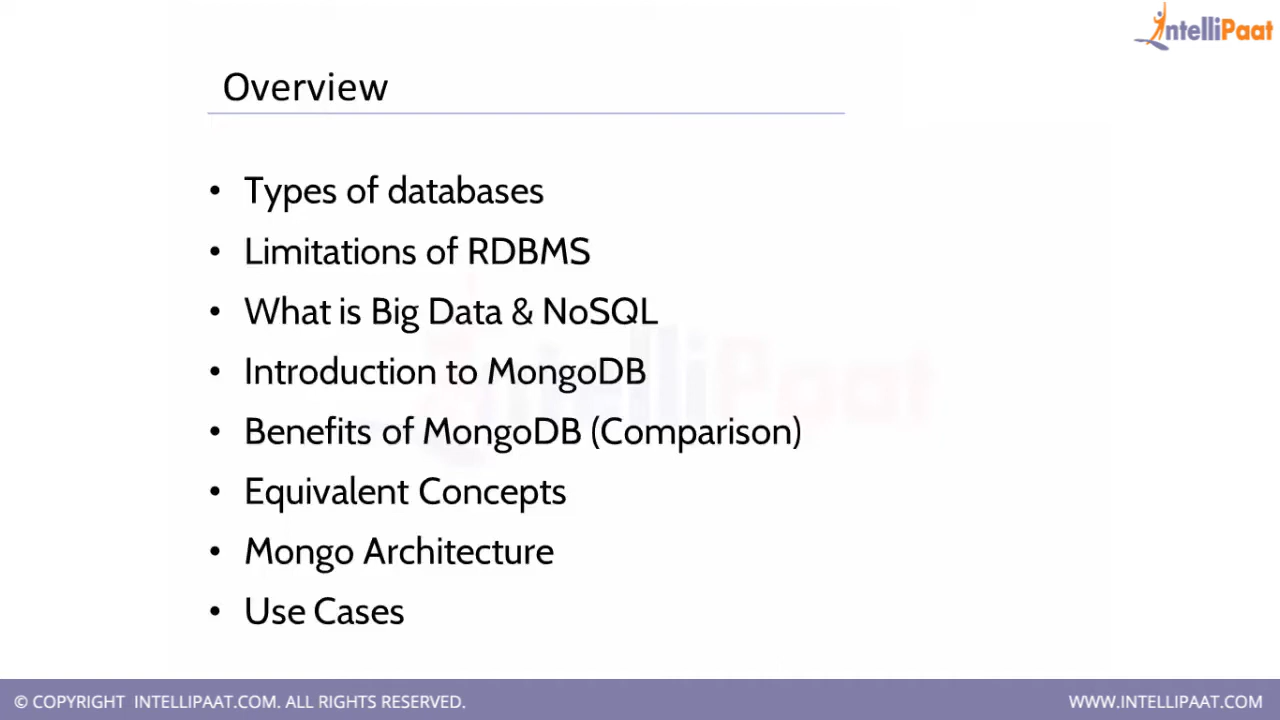 IntelliPaat
Overview
• Types of databases
• Limitations of RDBMS
• What is Big Data & NoSQL
• Introduction to MongoDB
• Benefits of MongoDB (Comparison)
• Equivalent Concepts
• Mongo Architecture
• Use Cases
IntelliPaat
© COPYRIGHT INTELLIPAAT.COM. ALL RIGHTS RESERVED.
WWW.INTELLIPAAT.COM